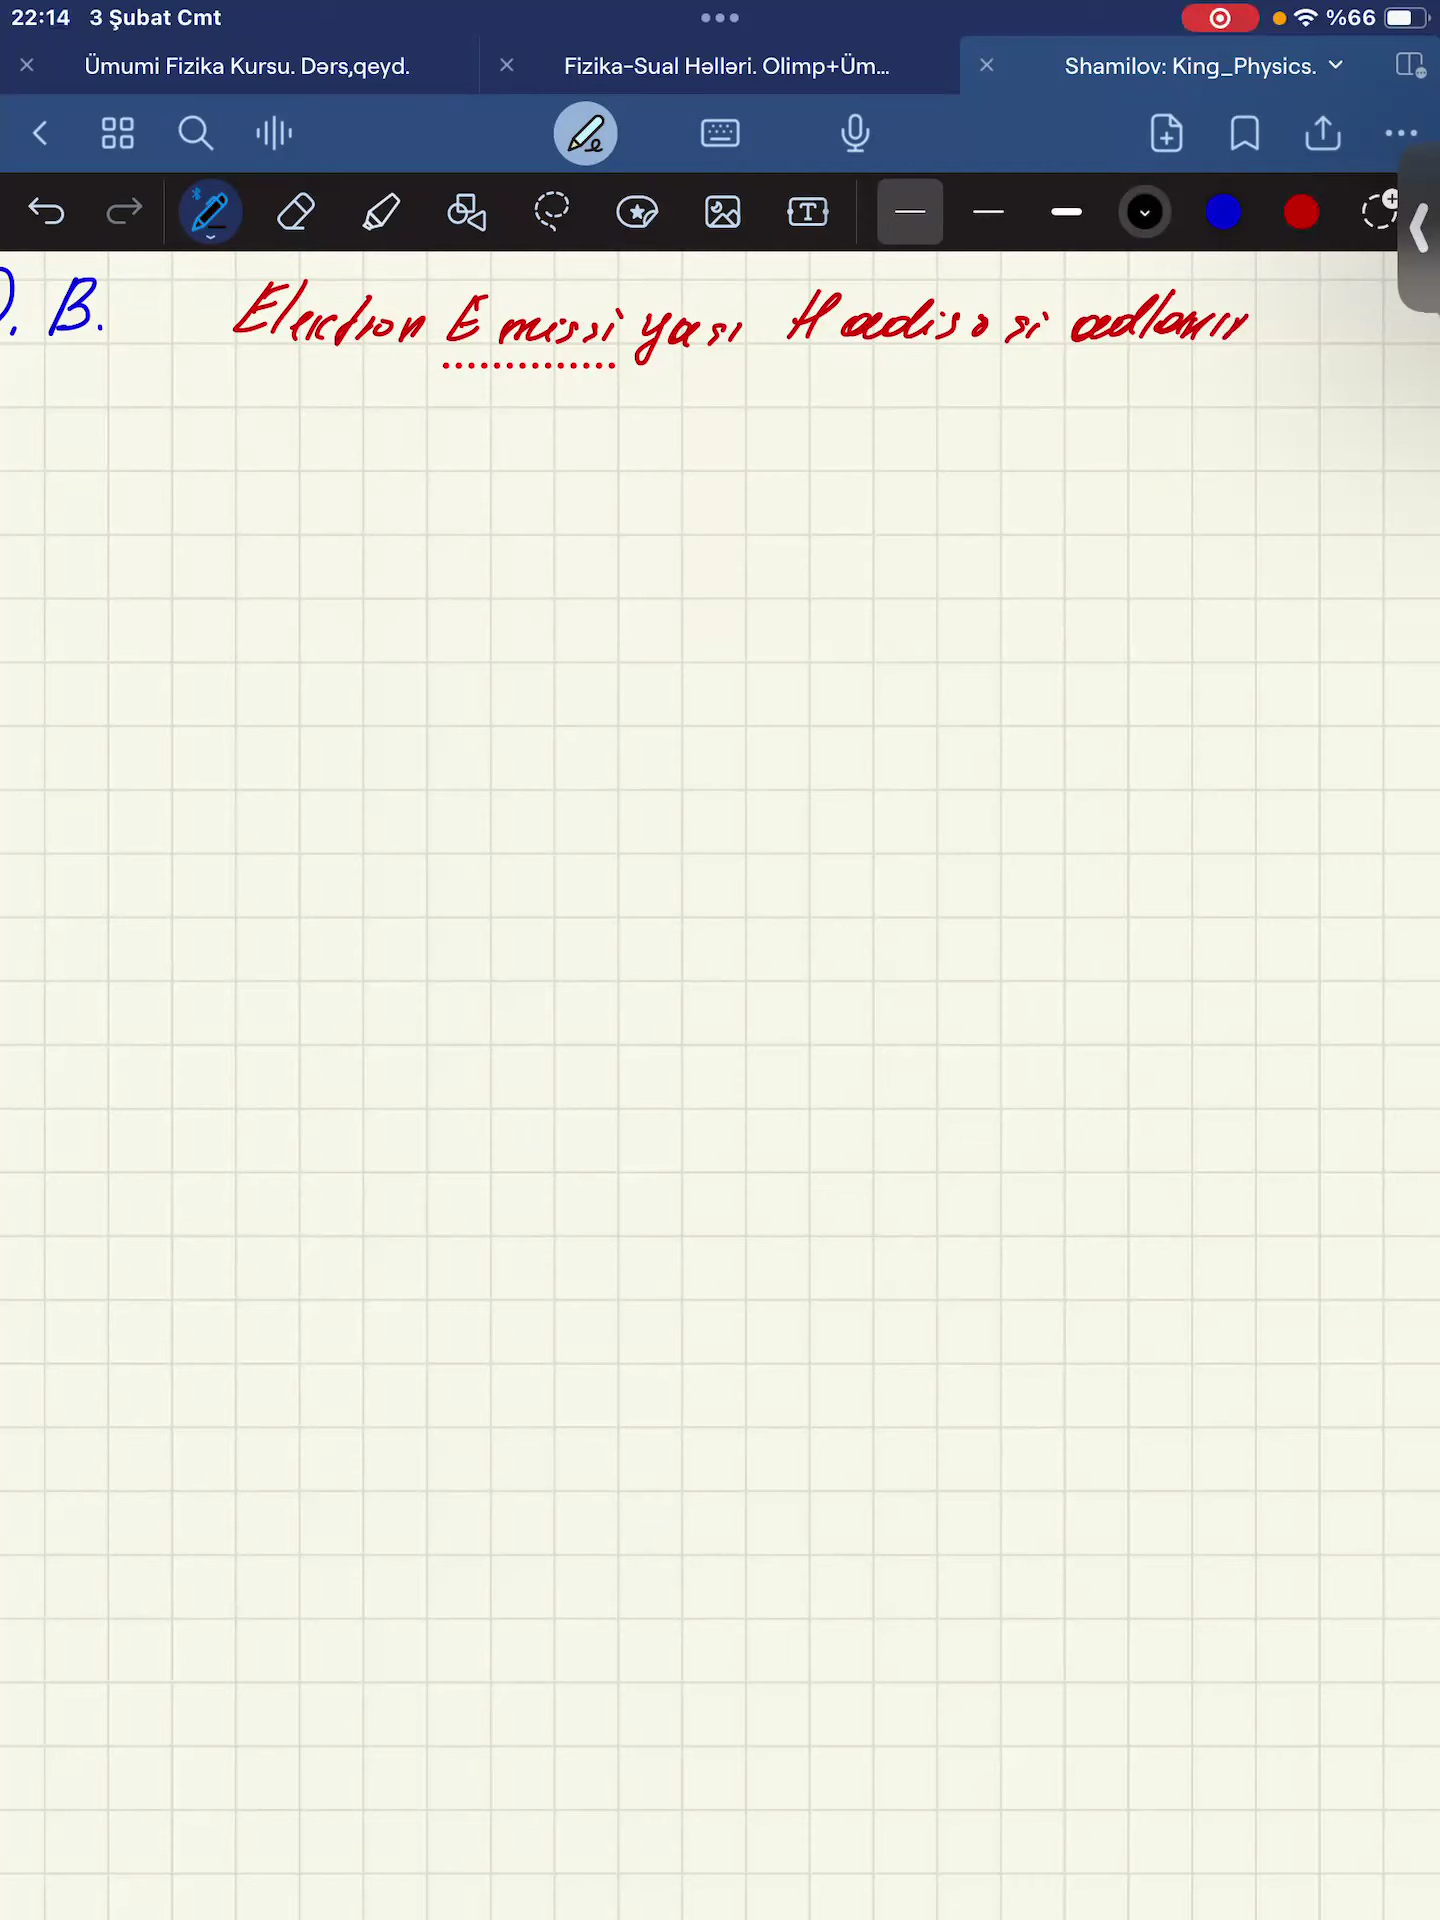 22:14 3 Şubat Cmt %66
Ümumi Fizika Kursu. Dərs,qeyd. Fizika-Sual Həlləri. Olimp+Üm... Shamilov: King_Physics.
B. Elektron Emissiyası Hadisəsi adlanır